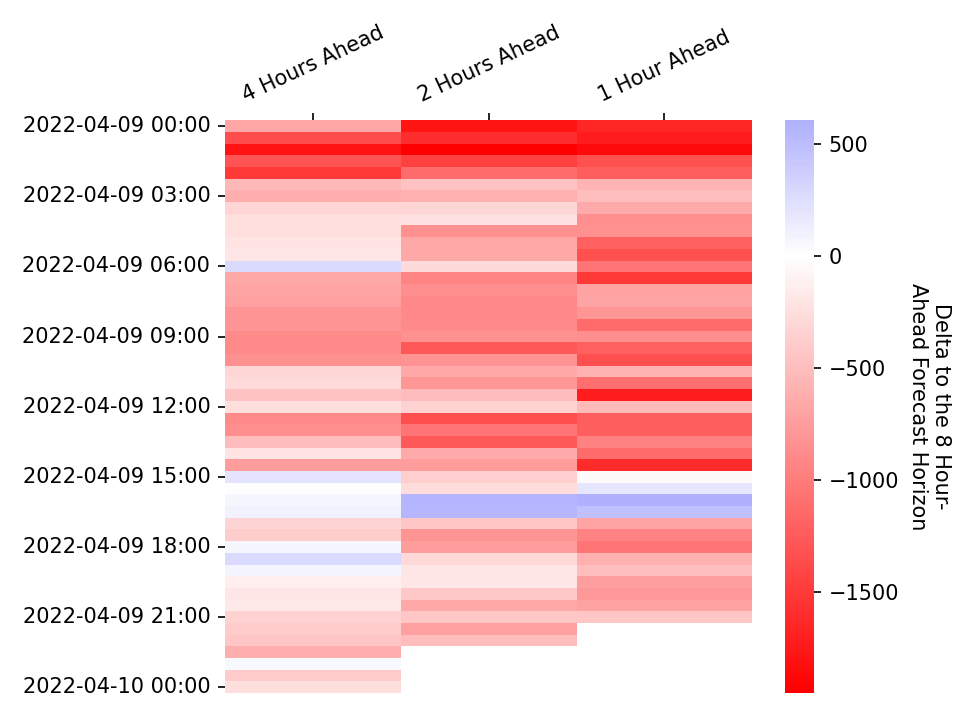 4 Hours Ahead
2 Hours Ahead
1 Hour Ahead
2022-04-09 00:00
2022-04-09 03:00
2022-04-09 06:00
2022-04-09 09:00
2022-04-09 12:00
2022-04-09 15:00
2022-04-09 18:00
2022-04-09 21:00
2022-04-10 00:00
500
0
−500
−1000
−1500
Delta to the 8 Hour-
Ahead Forecast Horizon